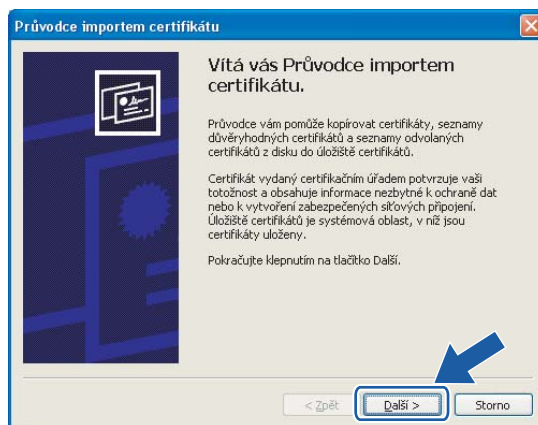 Průvodce importem certifikátu
Vítá vás Průvodce importem
certifikátu.
Průvodce vám pomůže kopírovat certifikáty, seznamy
důvěryhodných certifikátů a seznamy odvolaných
certifikátů z disku do úložiště certifikátů.
Certifikát vydaný certifikačním úřadem potvrzuje vaši
totožnost a obsahuje informace nezbytné k ochraně dat
nebo k vytvoření zabezpečených síťových připojení.
Úložiště certifikátů je systémová oblast, v níž jsou
certifikáty uloženy.
Pokračujte klepnutím na tlačítko Další.
< Zpět
Další >
Storno